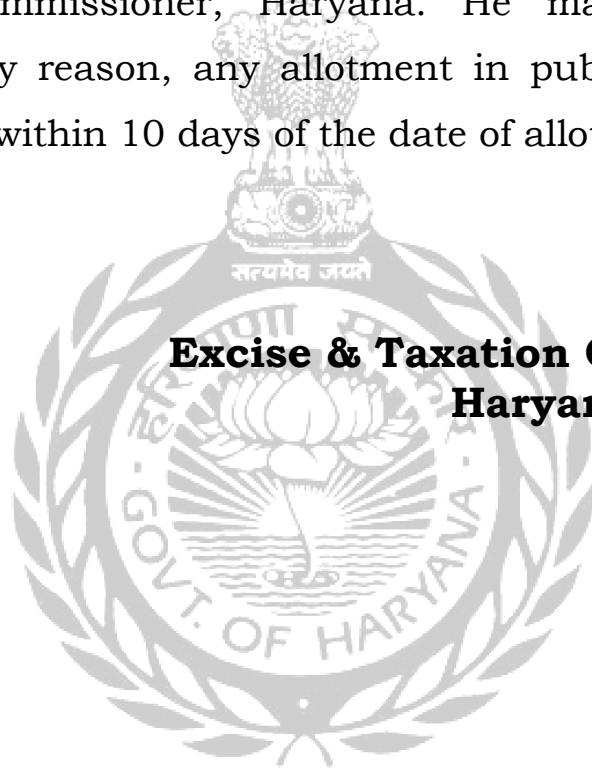 mmissioner, Haryana. He ma
y reason, any allotment in pub
within 10 days of the date of allo
सत्यमेव जयते
Excise & Taxation
Haryan
GOVT. OF HARYANA